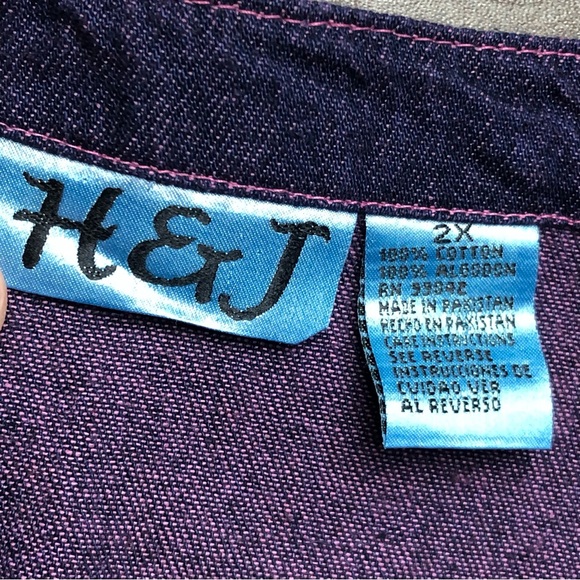 H&J
2X
100% COTTON
100% ALGODON
RN 99042
MADE IN PAKISTAN
HECHO EN PAKISTAN
CARE INSTRUCTIONS
SEE REVERSE
INSTRUCCIONES DE
CUIDAO VER
AL REVERSO